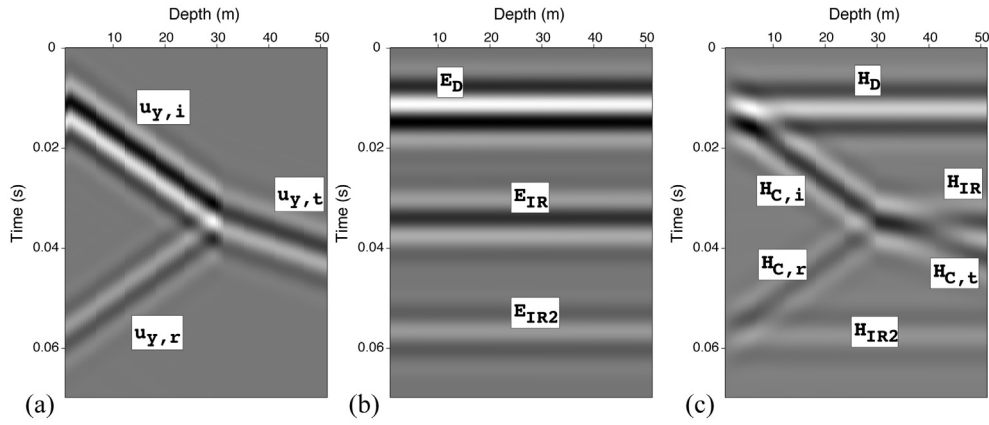 Depth (m)
10 20 30 40 50
0
0.02
0.04
0.06
Time (s)
u_y,i
u_y,t
u_y,r
(a)
Depth (m)
10 20 30 40 50
0
0.02
0.04
0.06
Time (s)
E_D
E_IR
E_IR2
(b)
Depth (m)
10 20 30 40 50
0
0.02
0.04
0.06
Time (s)
H_D
H_C,i
H_IR
H_C,r
H_C,t
H_IR2
(c)